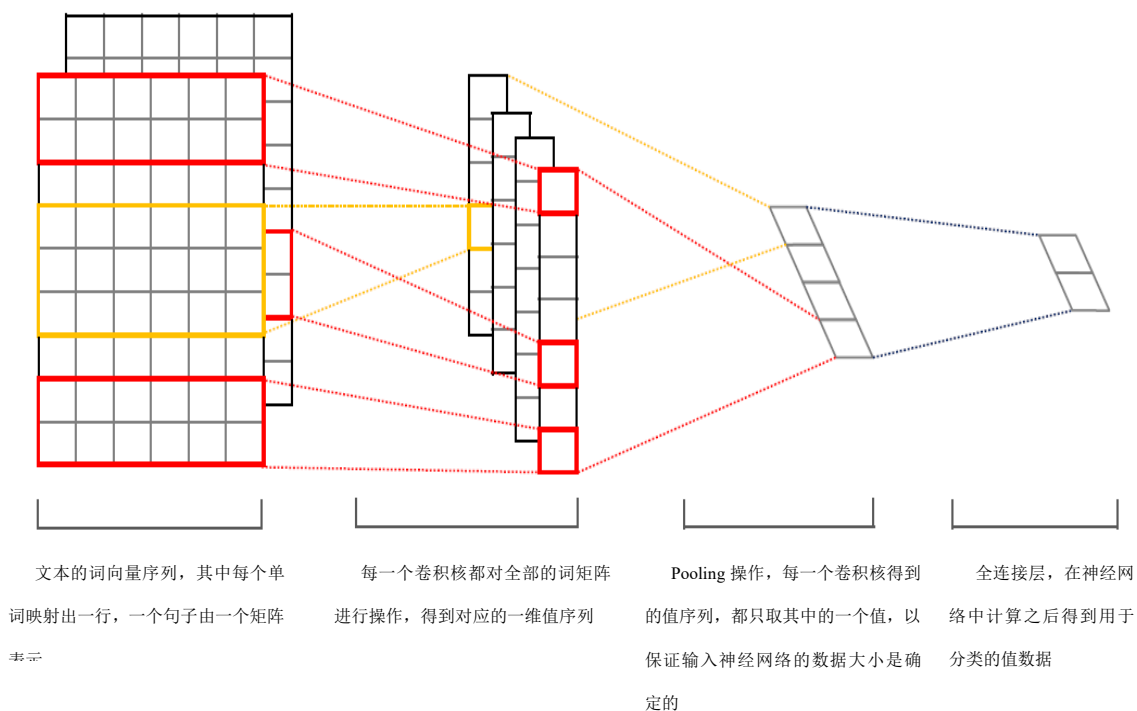 文本的词向量序列，其中每个单
词映射出一行，一个句子由一个矩阵
表示
每一个卷积核都对全部的词矩阵
进行操作，得到对应的一维值序列
Pooling 操作，每一个卷积核得到
的值序列，都只取其中的一个值，以
保证输入神经网络的数据大小是确
定的
全连接层，在神经网
络中计算之后得到用于
分类的值数据